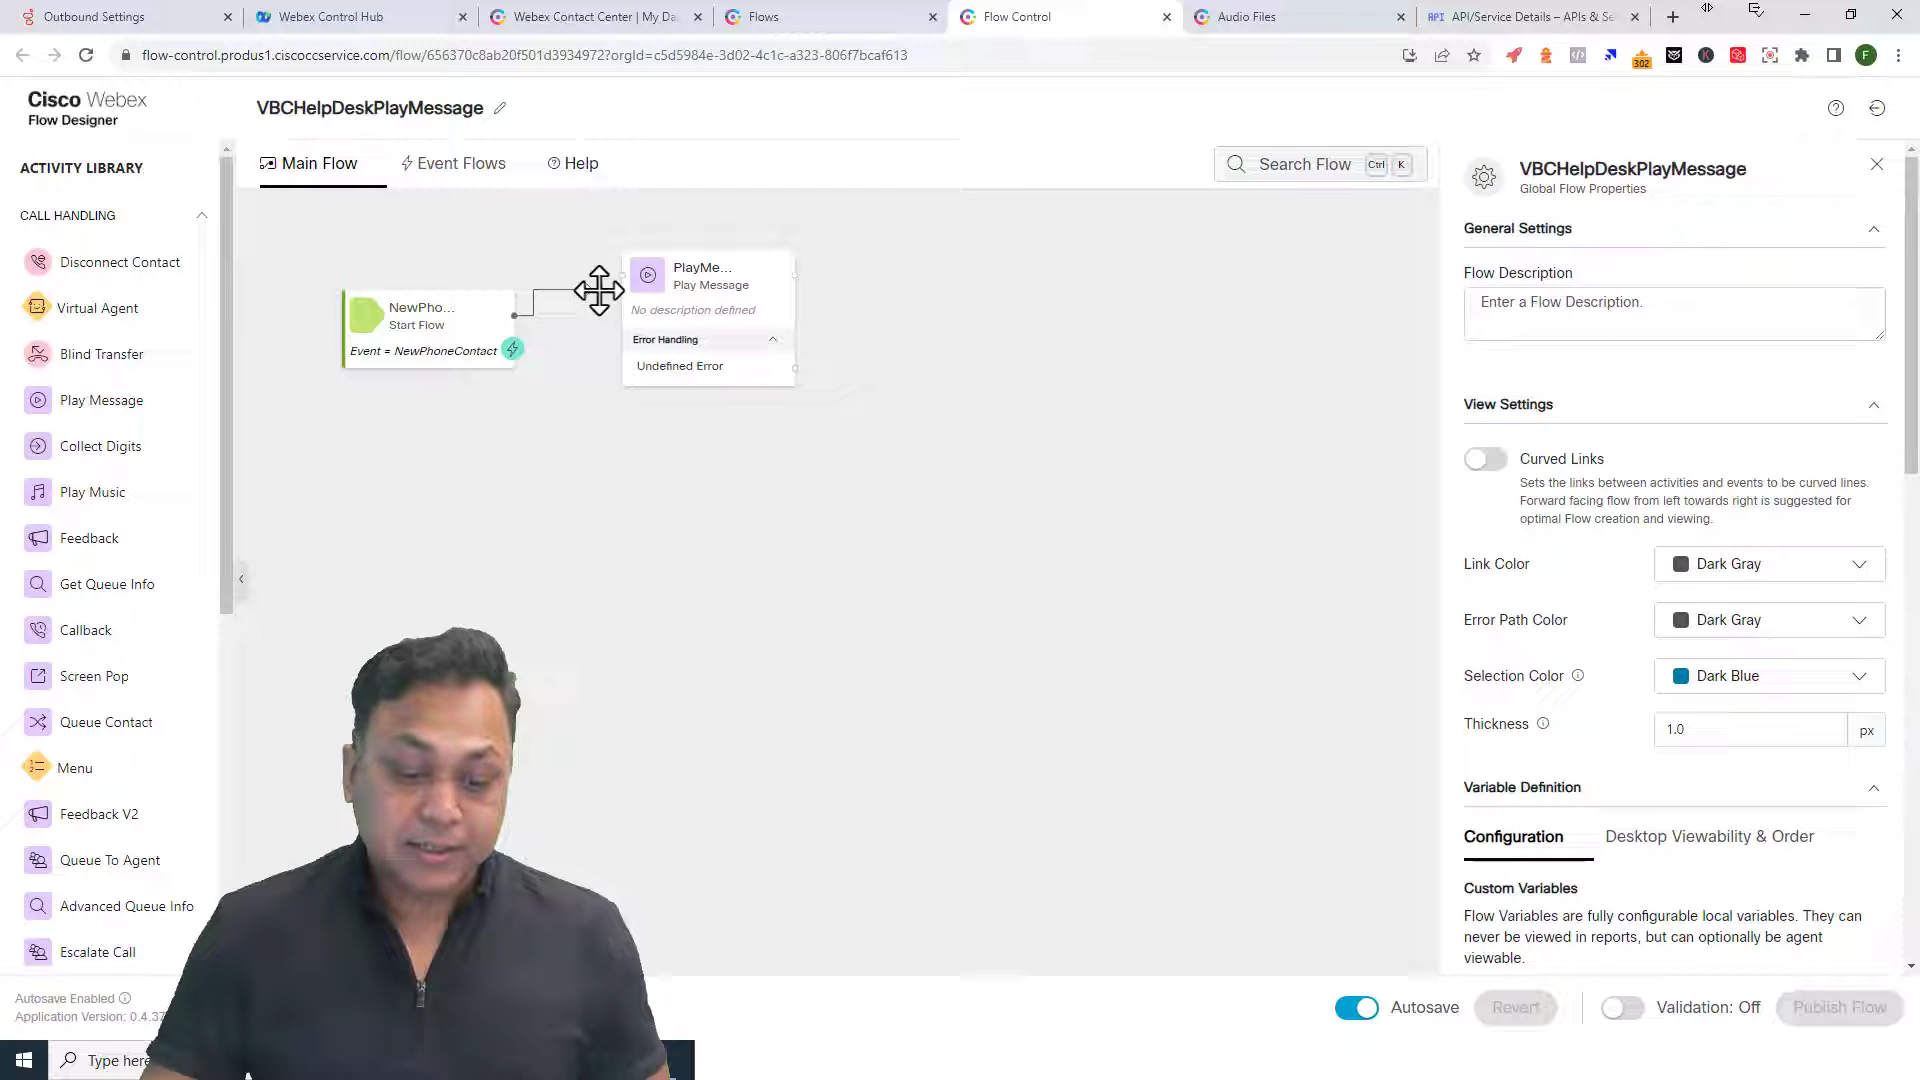 Outbound Settings
Webex Control Hub
Webex Contact Center | My Da
Flows
Flow Control
Audio Files
API API/Service Details – APIs & Se
flow-control.produs1.ciscoccservice.com/flow/656370c8ab20f501d3934972?orgId=c5d5984e-3d02-4c1c-a323-806f7bcaf613
302
K
F
Cisco Webex
Flow Designer
VBCHelpDeskPlayMessage
ACTIVITY LIBRARY
Main Flow
Event Flows
Help
Search Flow
Ctrl
K
CALL HANDLING
Disconnect Contact
Virtual Agent
Blind Transfer
Play Message
Collect Digits
Play Music
Feedback
Get Queue Info
Callback
Screen Pop
Queue Contact
Menu
Feedback V2
Queue To Agent
Advanced Queue Info
Escalate Call
NewPho...
Start Flow
Event = NewPhoneContact
PlayMe...
Play Message
No description defined
Error Handling
Undefined Error
VBCHelpDeskPlayMessage
Global Flow Properties
General Settings
Flow Description
Enter a Flow Description.
View Settings
Curved Links
Sets the links between activities and events to be curved lines.
Forward facing flow from left towards right is suggested for
optimal Flow creation and viewing.
Link Color
Dark Gray
Error Path Color
Dark Gray
Selection Color
Dark Blue
Thickness
1.0
px
Variable Definition
Configuration
Desktop Viewability & Order
Custom Variables
Flow Variables are fully configurable local variables. They can
never be viewed in reports, but can optionally be agent
viewable.
Autosave Enabled
Application Version: 0.4.37
Autosave
Revert
Validation: Off
Publish Flow
Type here